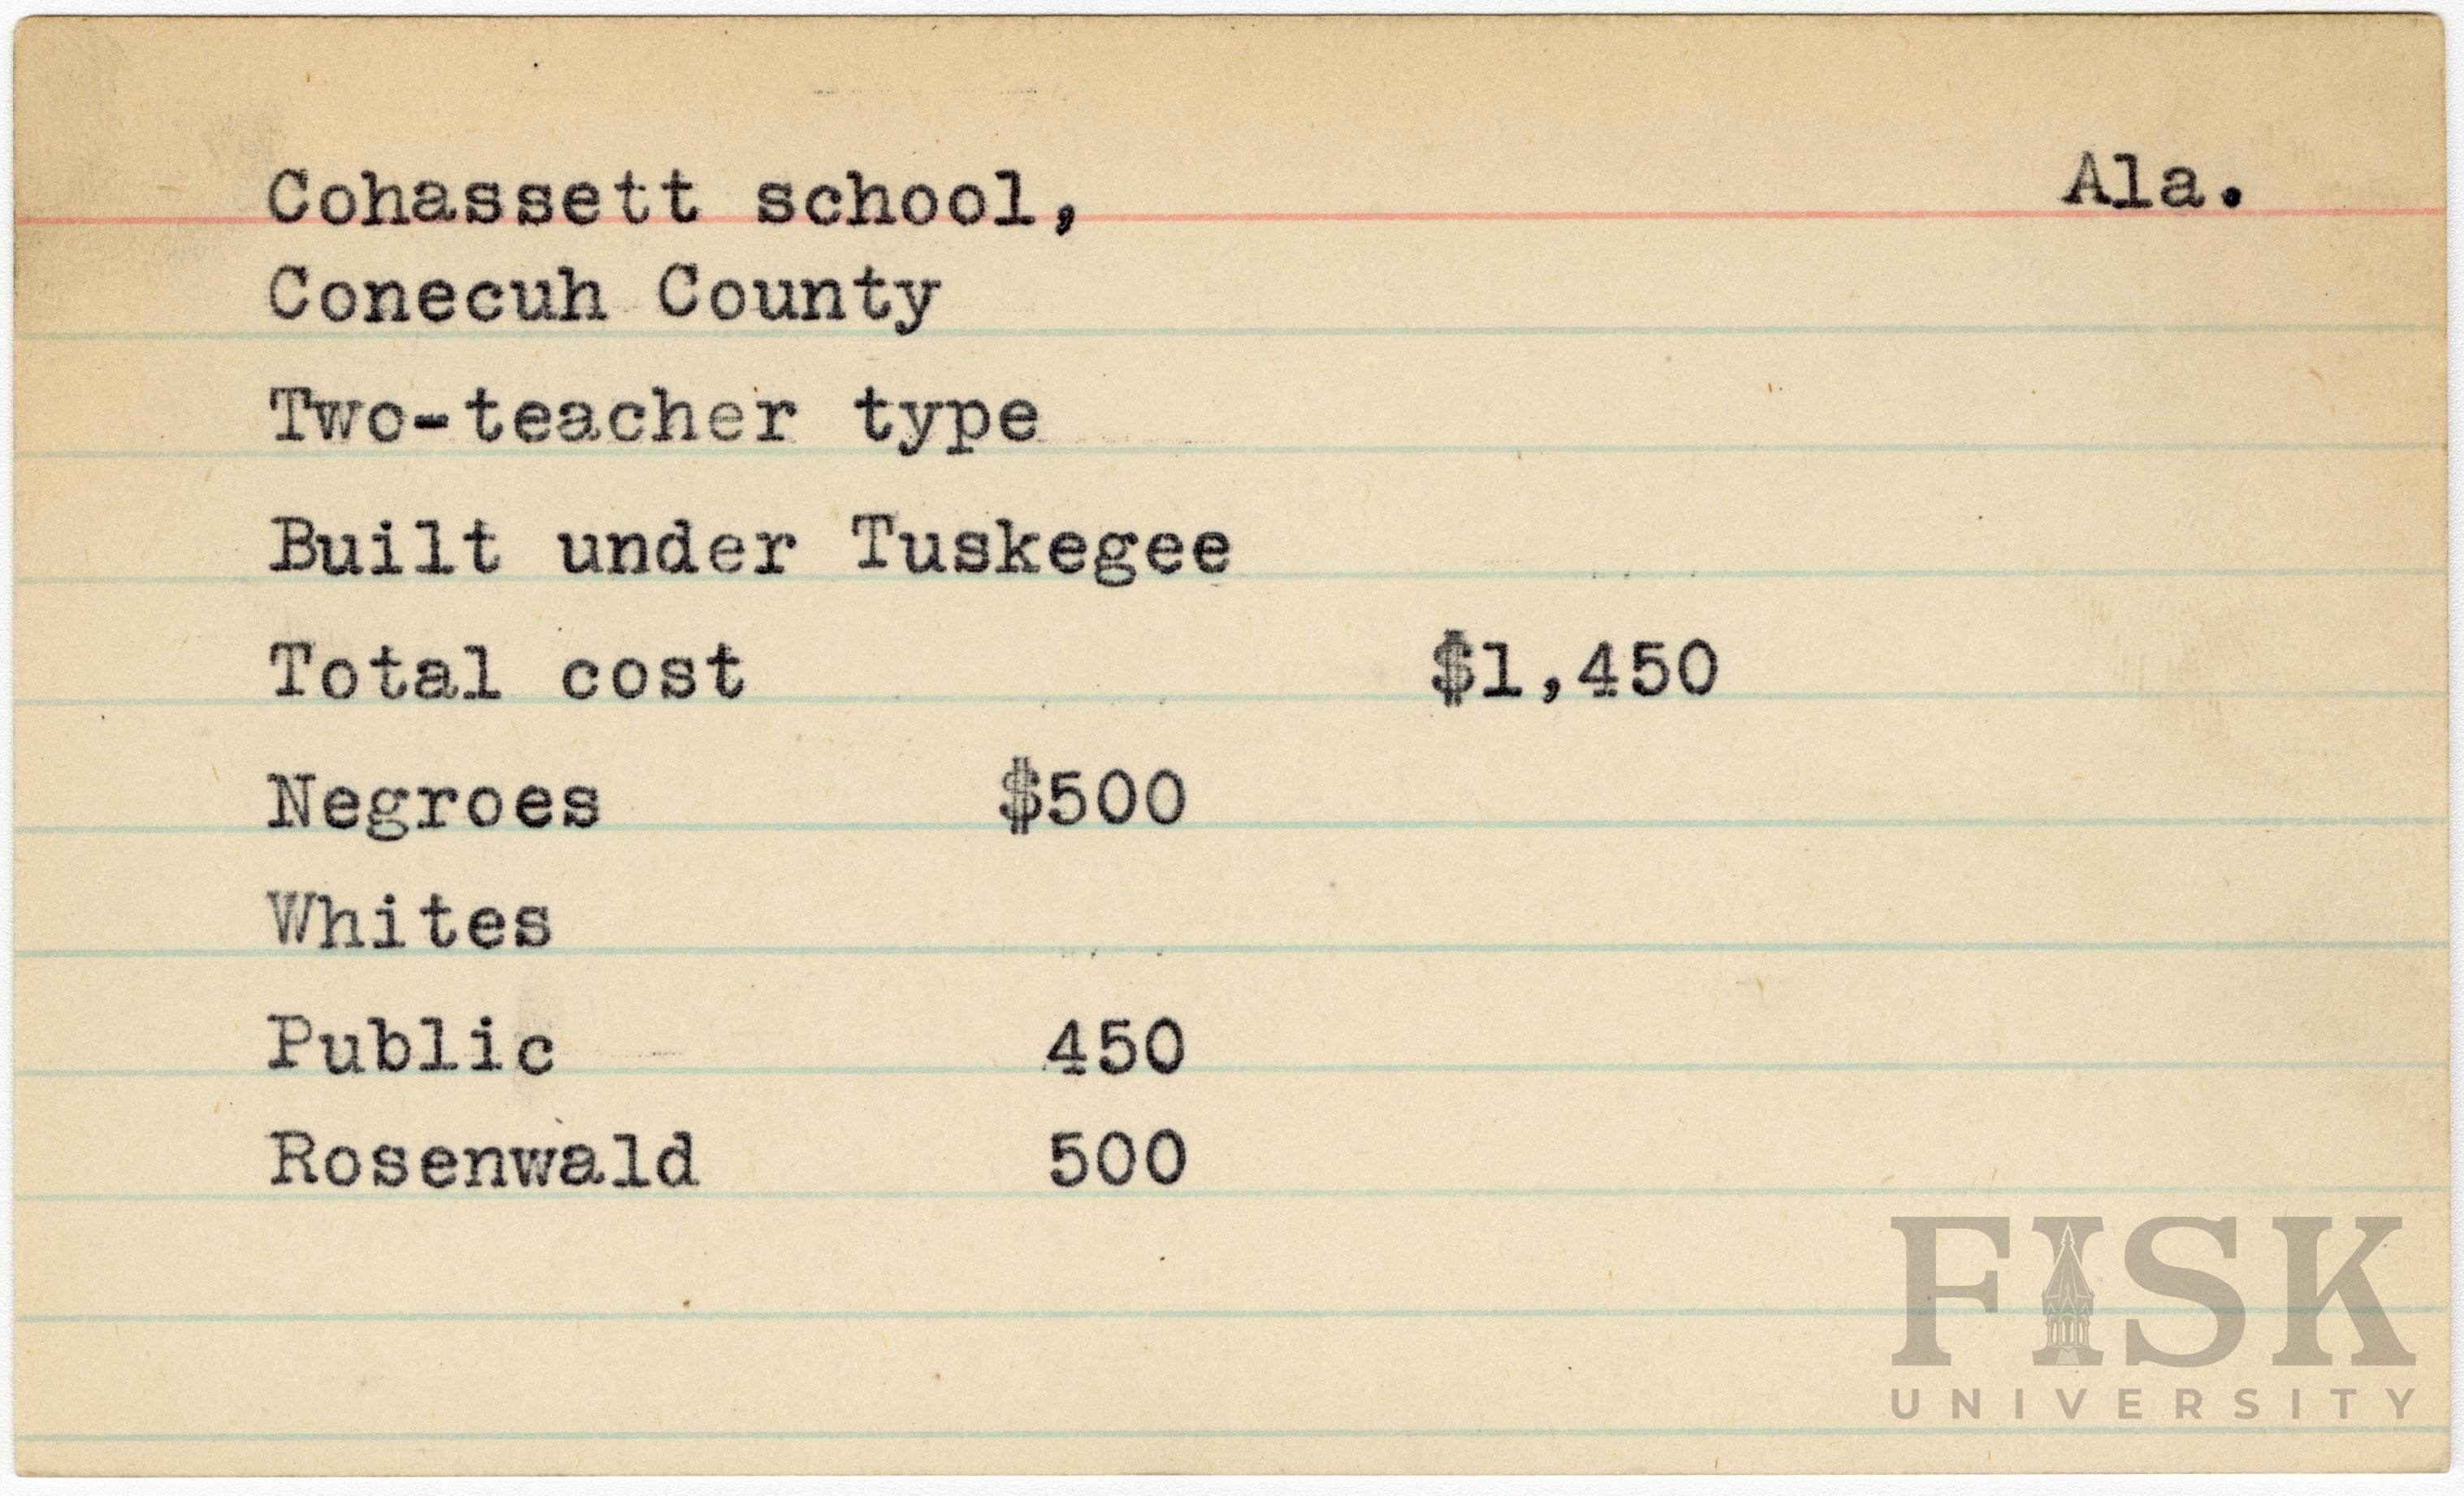 Cohassett school, Ala.
Conecuh County
Two-teacher type
Built under Tuskegee
Total cost $1,450
Negroes $500
Whites
Public 450
Rosenwald 500
FISK
UNIVERSITY